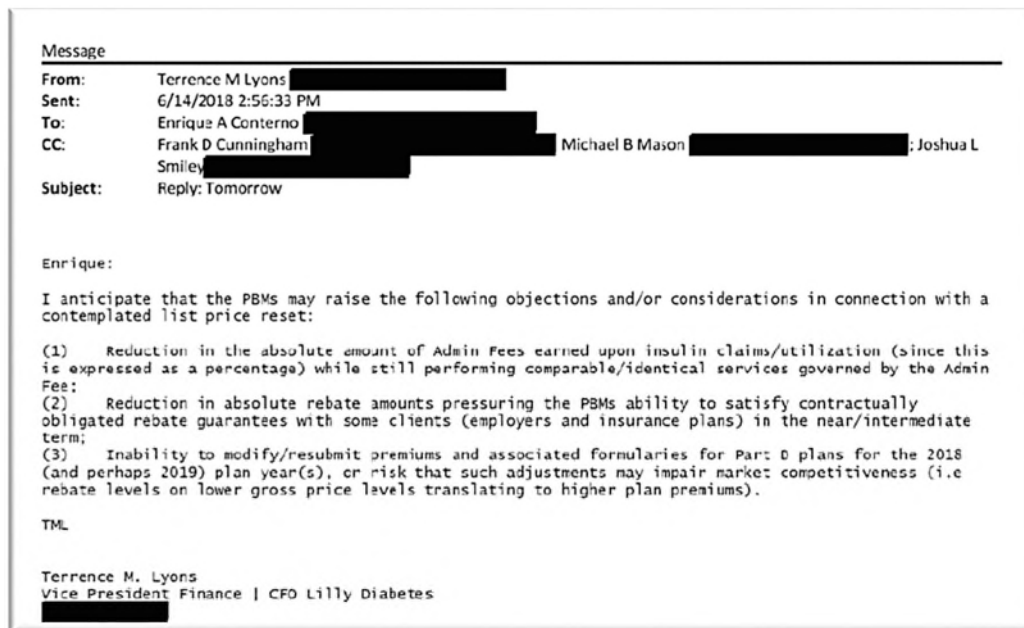 Message
From: Terrence M Lyons
Sent: 6/14/2018 2:56:33 PM
To: Enrique A Conterno
CC: Frank D Cunningham Michael B Mason ; Joshua L
Smiley
Subject: Reply: Tomorrow
Enrique:
I anticipate that the PBMs may raise the following objections and/or considerations in connection with a
contemplated list price reset:
(1) Reduction in the absolute amount of Admin Fees earned upon insulin claims/utilization (since this
is expressed as a percentage) while still performing comparable/identical services governed by the Admin
Fee;
(2) Reduction in absolute rebate amounts pressuring the PBMs ability to satisfy contractually
obligated rebate guarantees with some clients (employers and insurance plans) in the near/intermediate
term;
(3) Inability to modify/resubmit premiums and associated formularies for Part D plans for the 2018
(and perhaps 2019) plan year(s), or risk that such adjustments may impair market competitiveness (i.e
rebate levels on lower gross price levels translating to higher plan premiums).
TML
Terrence M. Lyons
Vice President Finance | CFO Lilly Diabetes